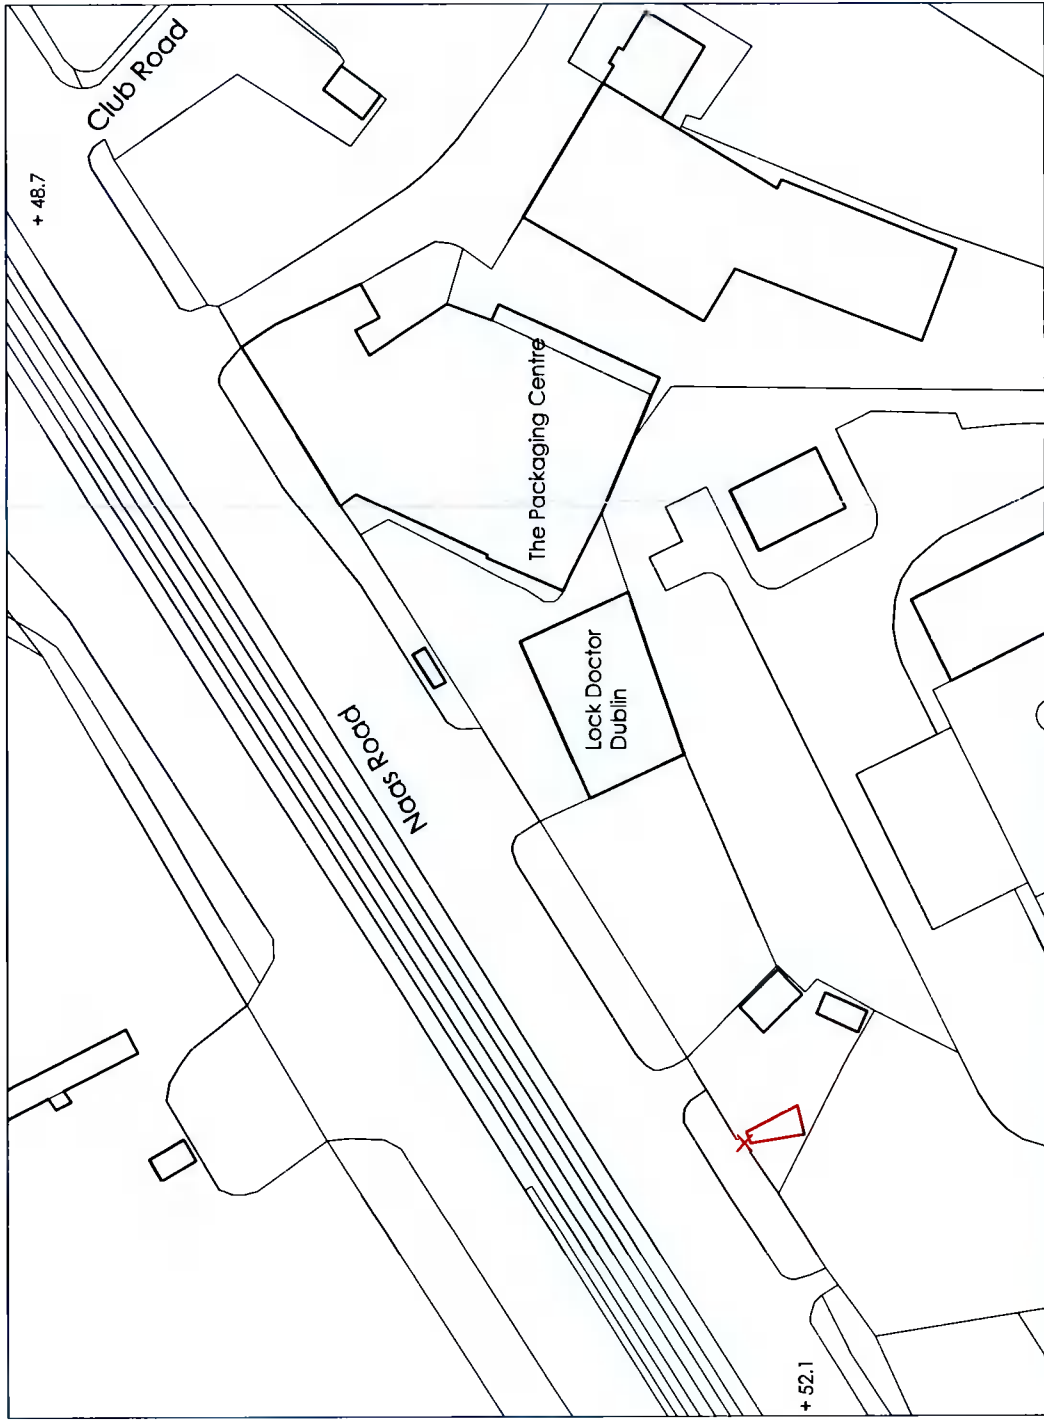 Club Road
+ 48.7
The Packaging Centre
Lock Doctor
Dublin
Naas Road
+ 52.1